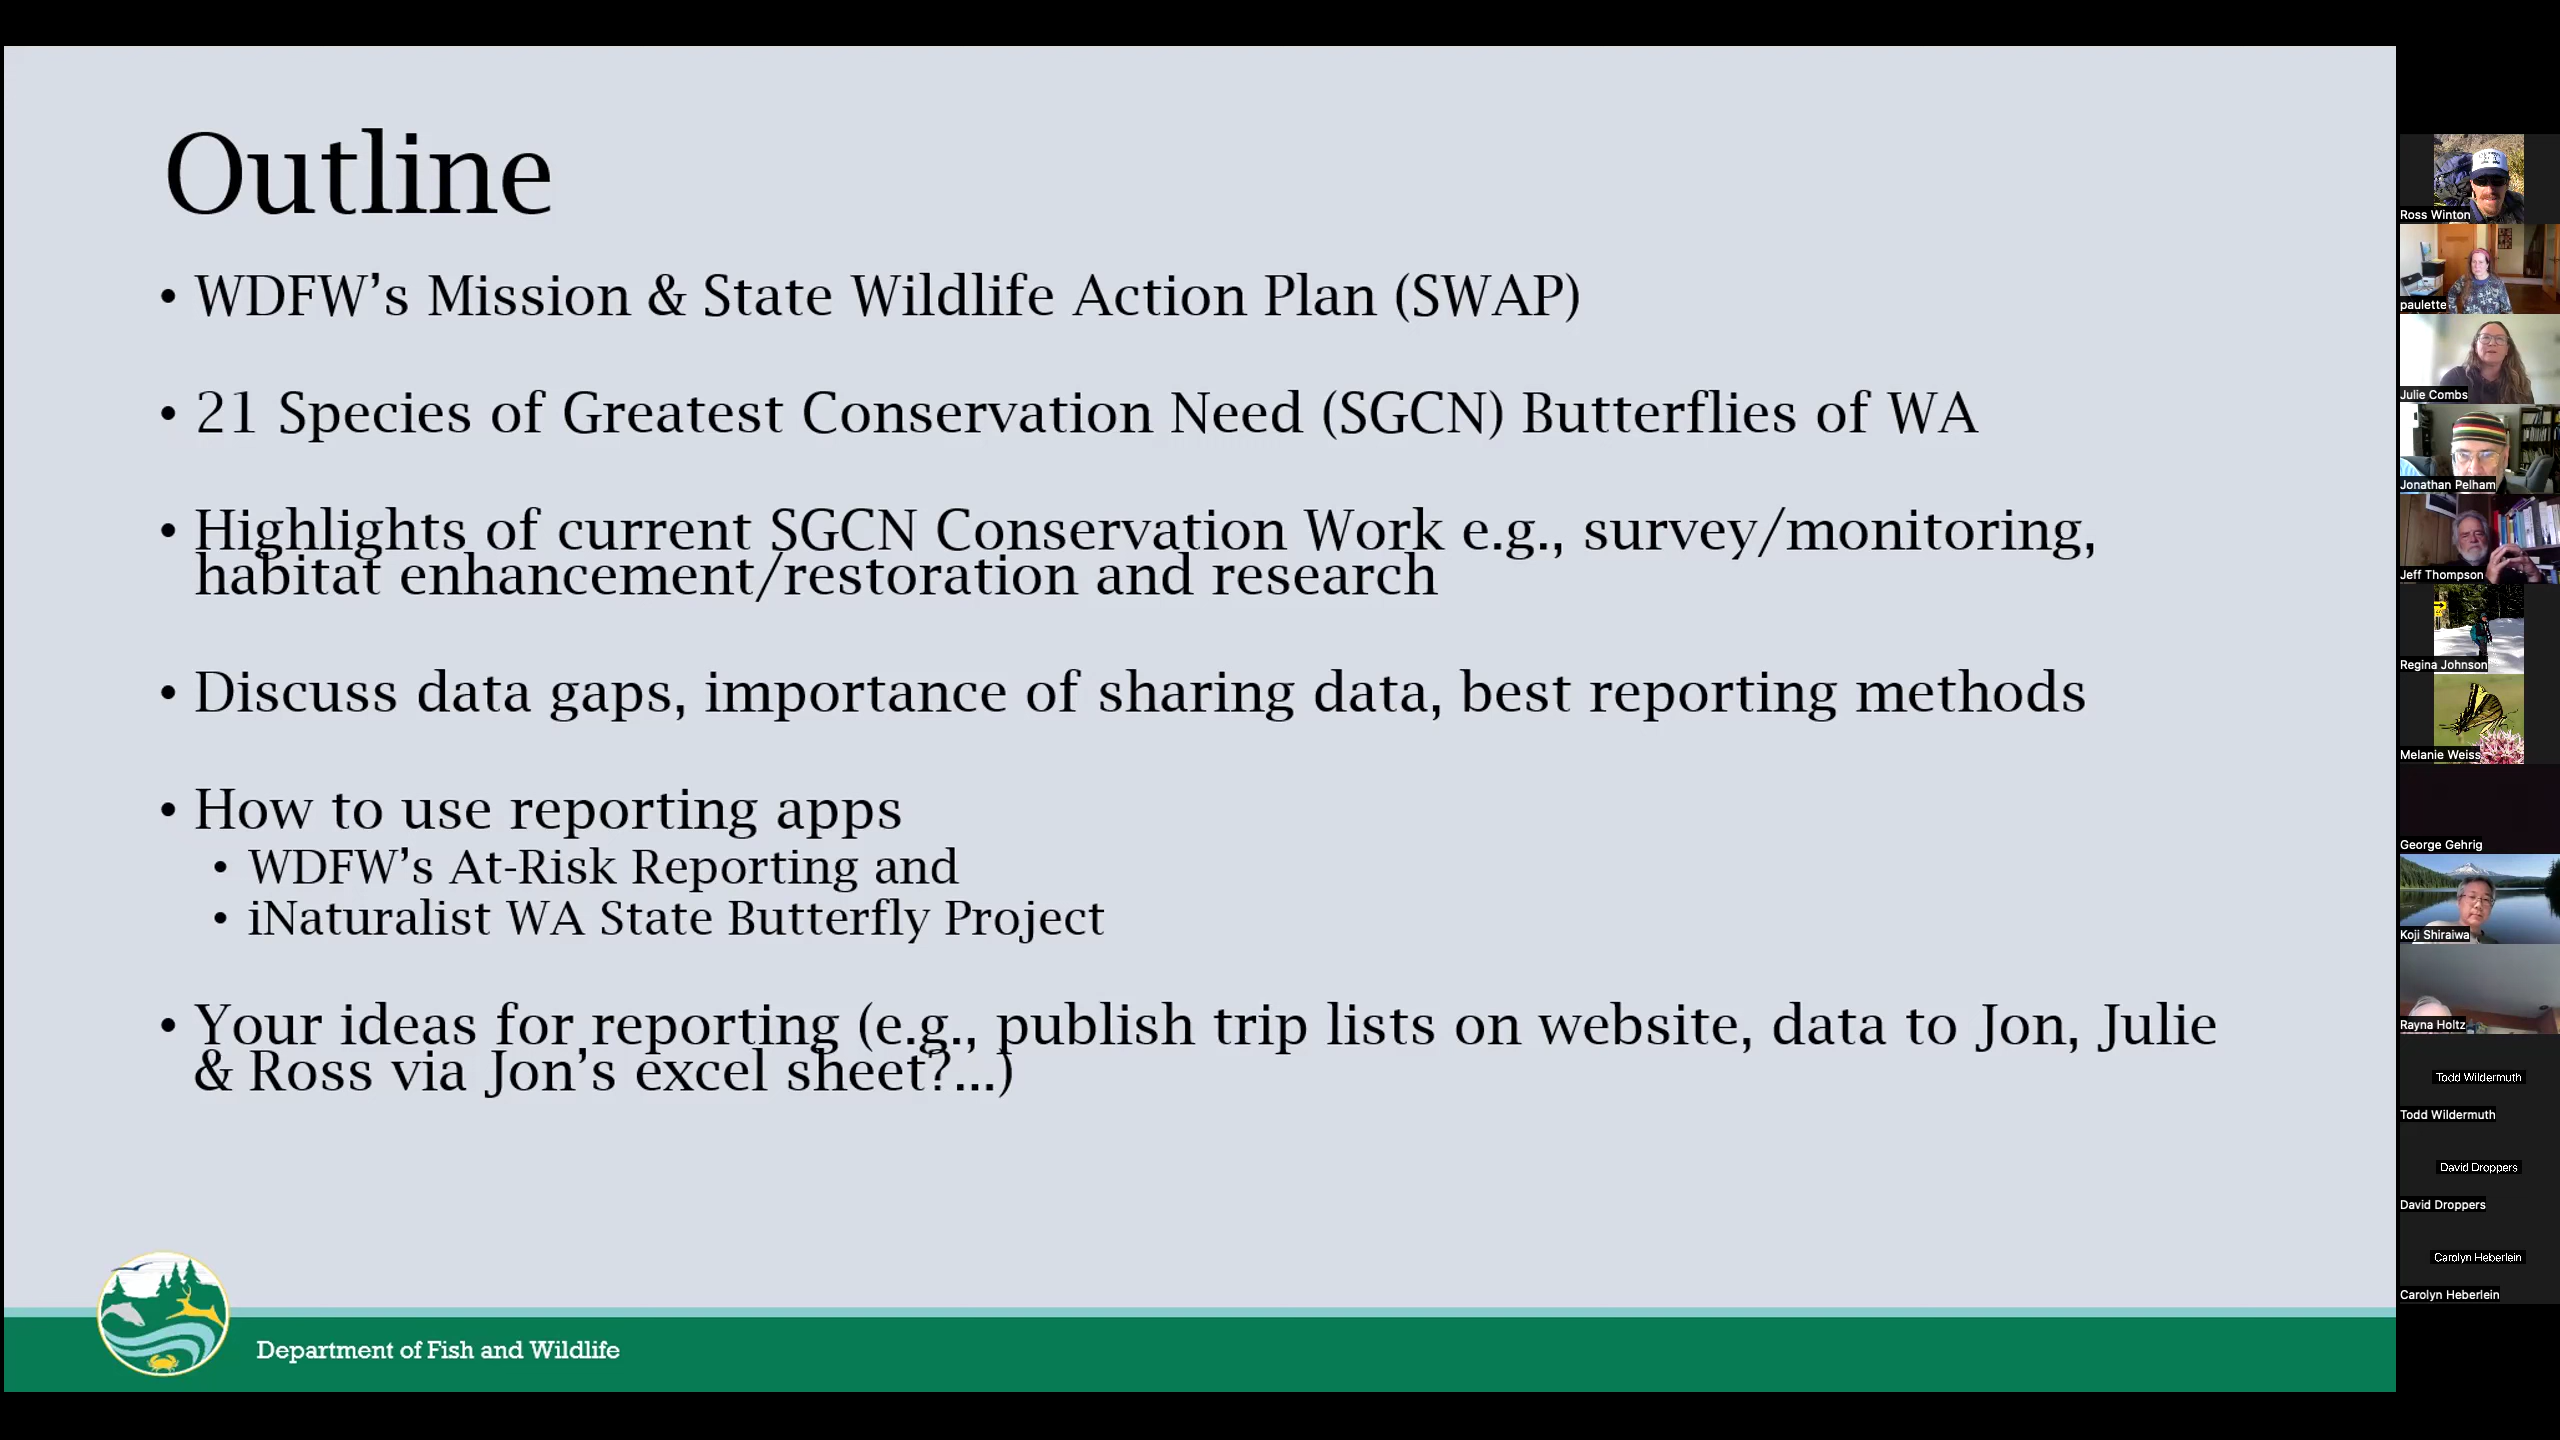 Outline
• WDFW’s Mission & State Wildlife Action Plan (SWAP)
• 21 Species of Greatest Conservation Need (SGCN) Butterflies of WA
• Highlights of current SGCN Conservation Work e.g., survey/monitoring,
habitat enhancement/restoration and research
• Discuss data gaps, importance of sharing data, best reporting methods
• How to use reporting apps
• WDFW’s At-Risk Reporting and
• iNaturalist WA State Butterfly Project
• Your ideas for reporting (e.g., publish trip lists on website, data to Jon, Julie
& Ross via Jon’s excel sheet?...)
Department of Fish and Wildlife
Ross Winton
paulette
Julie Combs
Jonathan Pelham
Jeff Thompson
Regina Johnson
Melanie Weiss
George Gehrig
Koji Shiraiwa
Rayna Holtz
Todd Wildermuth
Todd Wildermuth
David Droppers
David Droppers
Carolyn Heberlein
Carolyn Heberlein